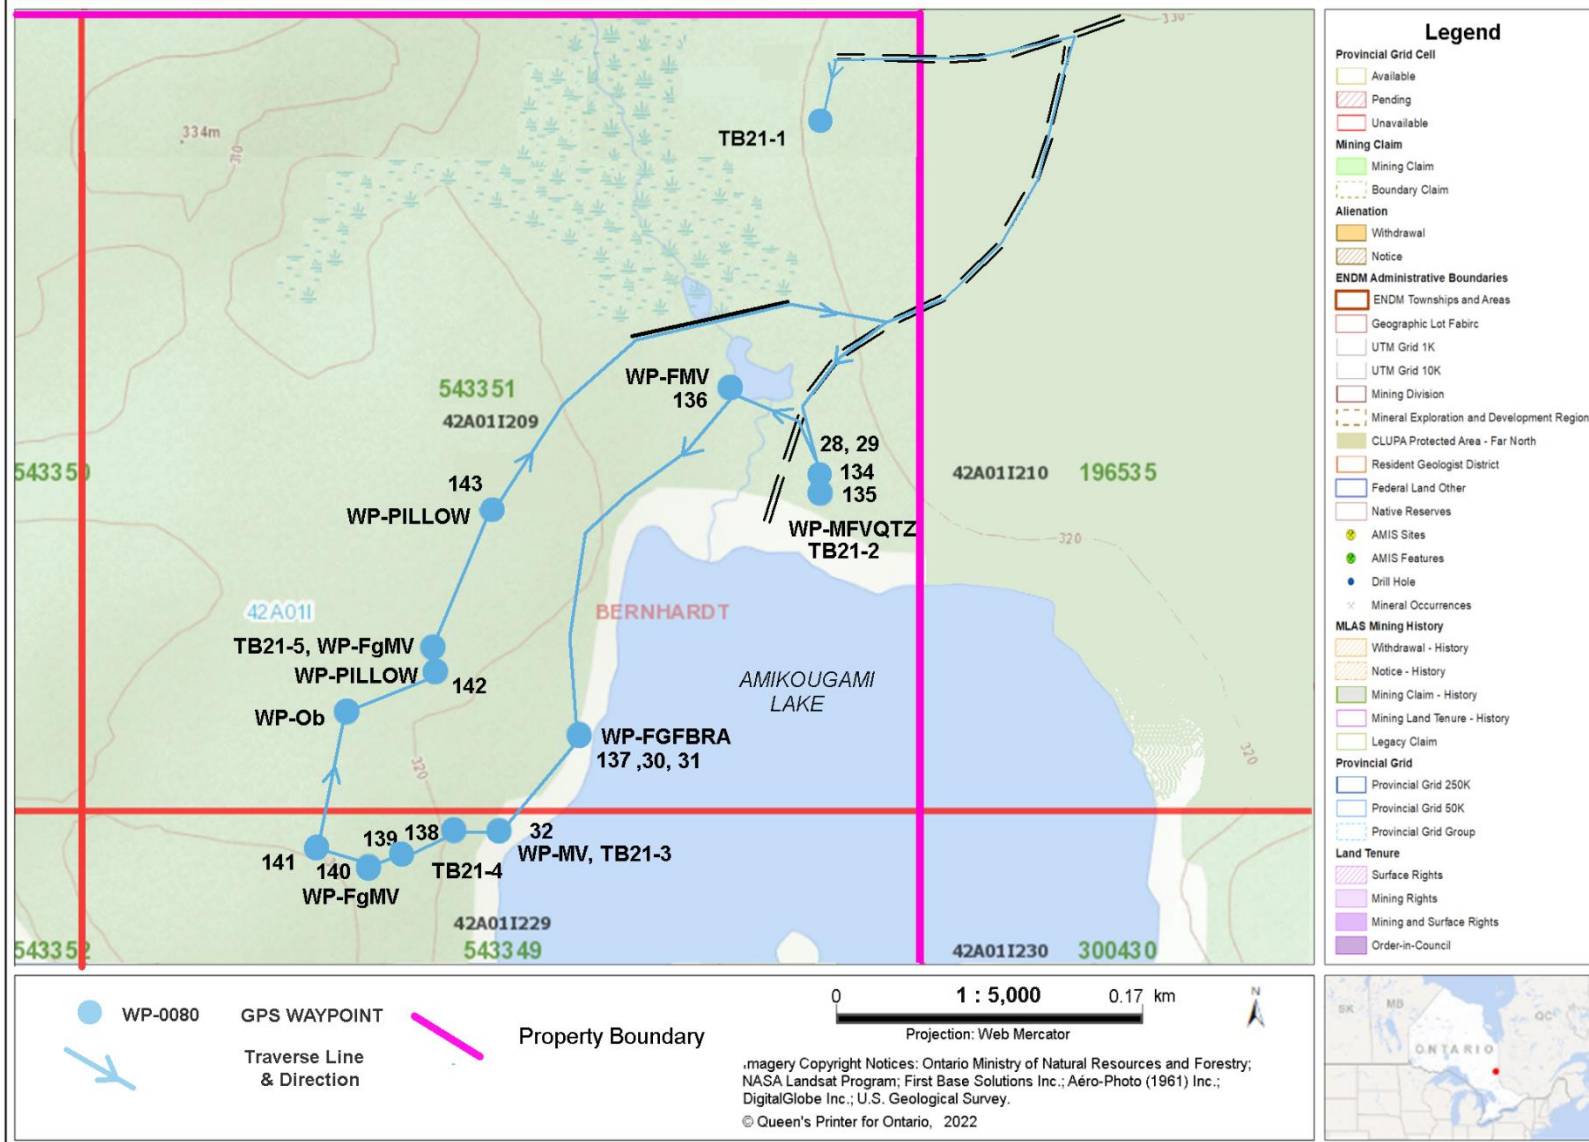 330
334m
310
TB21-1
WP-FMV
136
543351
42A01I209
28, 29
134
135
543350
42A01I210 196535
143
WP-PILLOW
WP-MFVQTZ
TB21-2
320
42A01I
BERNHARDT
TB21-5, WP-FgMV
WP-PILLOW
142
AMIKOUGAMI
LAKE
WP-Ob
WP-FGFBRA
137 ,30, 31
320
320
139
138
32
141
140
TB21-4
WP-MV, TB21-3
WP-FgMV
42A01I229
543352
543349
42A01I230 300430
Legend
Provincial Grid Cell
Available
Pending
Unavailable
Mining Claim
Mining Claim
Boundary Claim
Alienation
Withdrawal
Notice
ENDM Administrative Boundaries
ENDM Townships and Areas
Geographic Lot Fabirc
UTM Grid 1K
UTM Grid 10K
Mining Division
Mineral Exploration and Development Region
CLUPA Protected Area - Far North
Resident Geologist District
Federal Land Other
Native Reserves
AMIS Sites
AMIS Features
Drill Hole
Mineral Occurrences
MLAS Mining History
Withdrawal - History
Notice - History
Mining Claim - History
Mining Land Tenure - History
Legacy Claim
Provincial Grid
Provincial Grid 250K
Provincial Grid 50K
Provincial Grid Group
Land Tenure
Surface Rights
Mining Rights
Mining and Surface Rights
Order-in-Council
WP-0080 GPS WAYPOINT
Traverse Line
& Direction
Property Boundary
0 1 : 5,000 0.17 km
Projection: Web Mercator
N
.magery Copyright Notices: Ontario Ministry of Natural Resources and Forestry;
NASA Landsat Program; First Base Solutions Inc.; Aéro-Photo (1961) Inc.;
DigitalGlobe Inc.; U.S. Geological Survey.
© Queen's Printer for Ontario, 2022
SK
MB
QC
ONTARIO